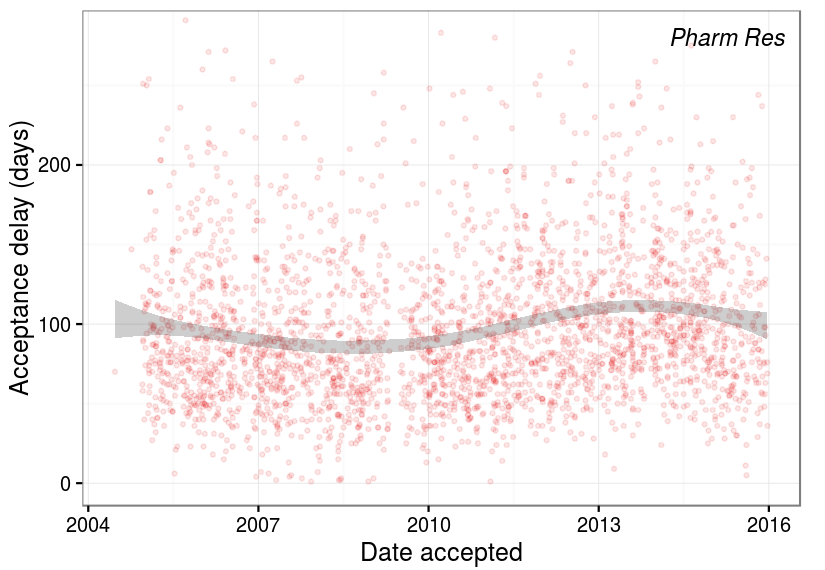 Pharm Res
Acceptance delay (days)
200
100
0
2004 2007 2010 2013 2016
Date accepted